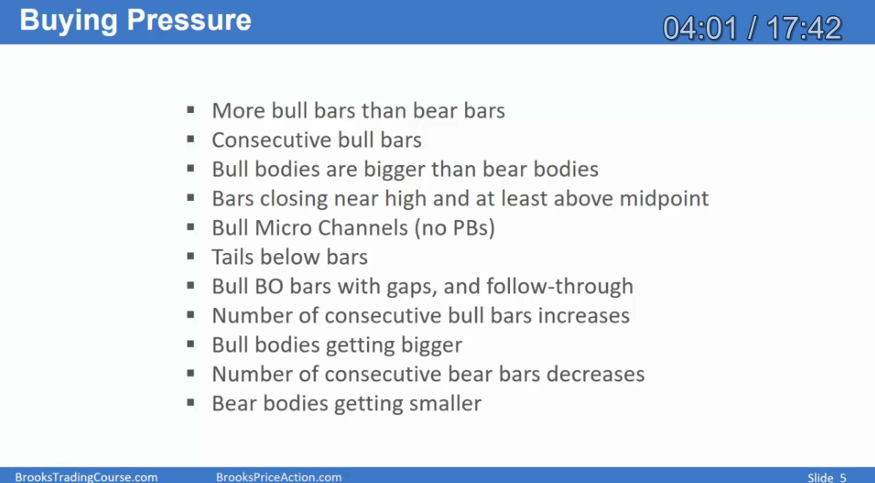 Buying Pressure
04:01 / 17:42
▪ More bull bars than bear bars
▪ Consecutive bull bars
▪ Bull bodies are bigger than bear bodies
▪ Bars closing near high and at least above midpoint
▪ Bull Micro Channels (no PBs)
▪ Tails below bars
▪ Bull BO bars with gaps, and follow-through
▪ Number of consecutive bull bars increases
▪ Bull bodies getting bigger
▪ Number of consecutive bear bars decreases
▪ Bear bodies getting smaller
BrooksTradingCourse.com BrooksPriceAction.com Slide 5